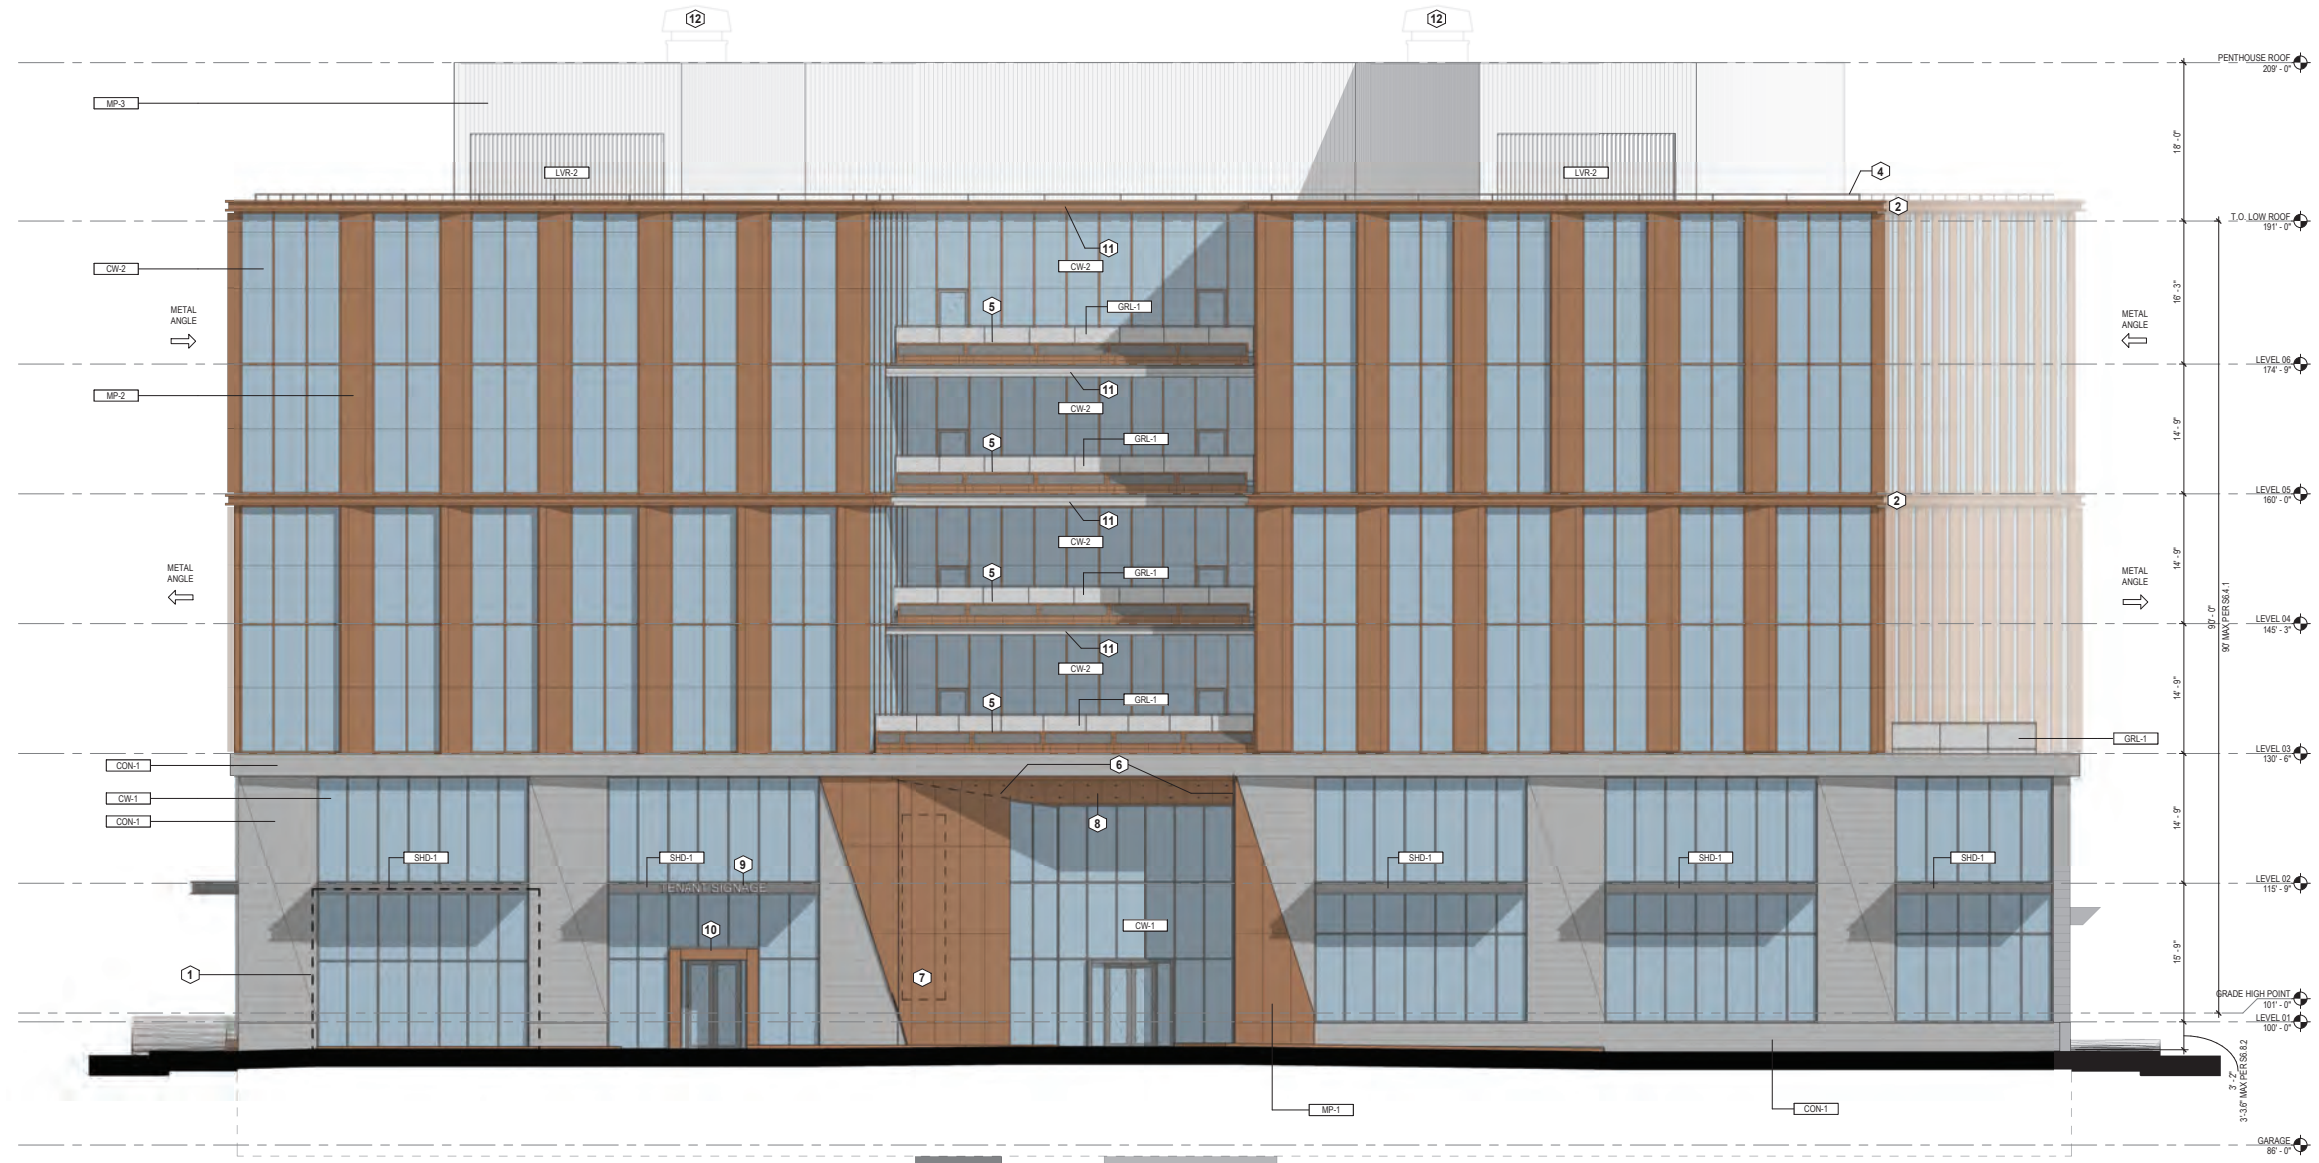 12
12
PENTHOUSE ROOF
209' - 0"
MP-3
18' - 0"
LVR-2
LVR-2
4
2
T.O. LOW ROOF
191' - 0"
11
CW-2
CW-2
16' - 3"
5
GRL-1
METAL
ANGLE
METAL
ANGLE
LEVEL 06
174' - 9"
11
MP-2
CW-2
14' - 9"
5
GRL-1
LEVEL 05
160' - 0"
2
11
CW-2
14' - 9"
5
GRL-1
METAL
ANGLE
METAL
ANGLE
90' - 0"
90' MAX PER S6.4.1
LEVEL 04
145' - 3"
11
CW-2
14' - 9"
5
GRL-1
GRL-1
LEVEL 03
130' - 6"
CON-1
6
CW-1
CON-1
8
14' - 9"
SHD-1
SHD-1
9
SHD-1
SHD-1
SHD-1
TENANT SIGNAGE
LEVEL 02
115' - 9"
10
CW-1
15' - 9"
1
7
GRADE HIGH POINT
101' - 0"
LEVEL 01
100' - 0"
3' - 2"
3'-3.6" MAX PER S6.8.2
MP-1
CON-1
GARAGE
86' - 0"